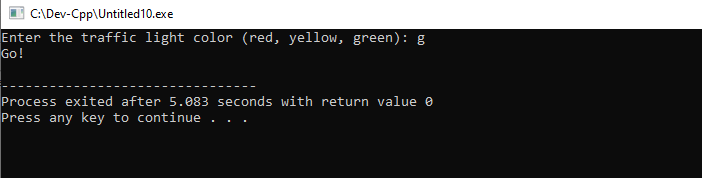 C:\Dev-Cpp\Untitled10.exe
Enter the traffic light color (red, yellow, green): g
Go!
--------------------------------
Process exited after 5.083 seconds with return value 0
Press any key to continue . . .